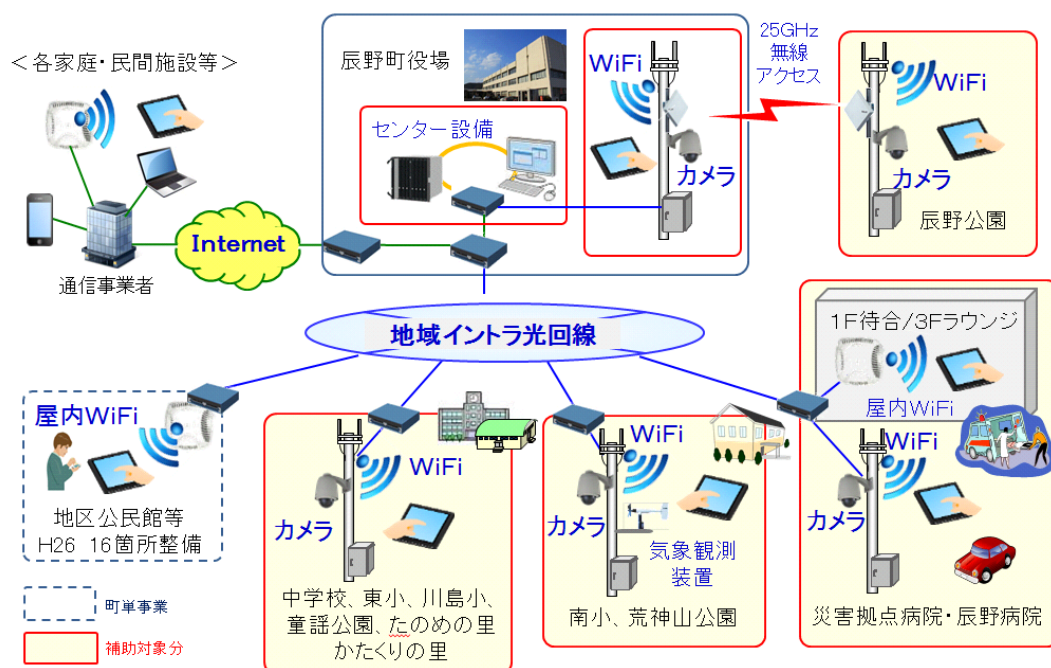 ＜各家庭・民間施設等＞
通信事業者
Internet
辰野町役場
センター設備
WiFi
カメラ
25GHz
無線
アクセス
WiFi
カメラ
辰野公園
地域イントラ光回線
屋内WiFi
地区公民館等
H26 16箇所整備
WiFi
カメラ
中学校、東小、川島小、
童謡公園、たのめの里
かたくりの里
WiFi
カメラ
気象観測
装置
南小、荒神山公園
1F待合/3Fラウンジ
屋内WiFi
WiFi
カメラ
災害拠点病院・辰野病院
町単事業
補助対象分